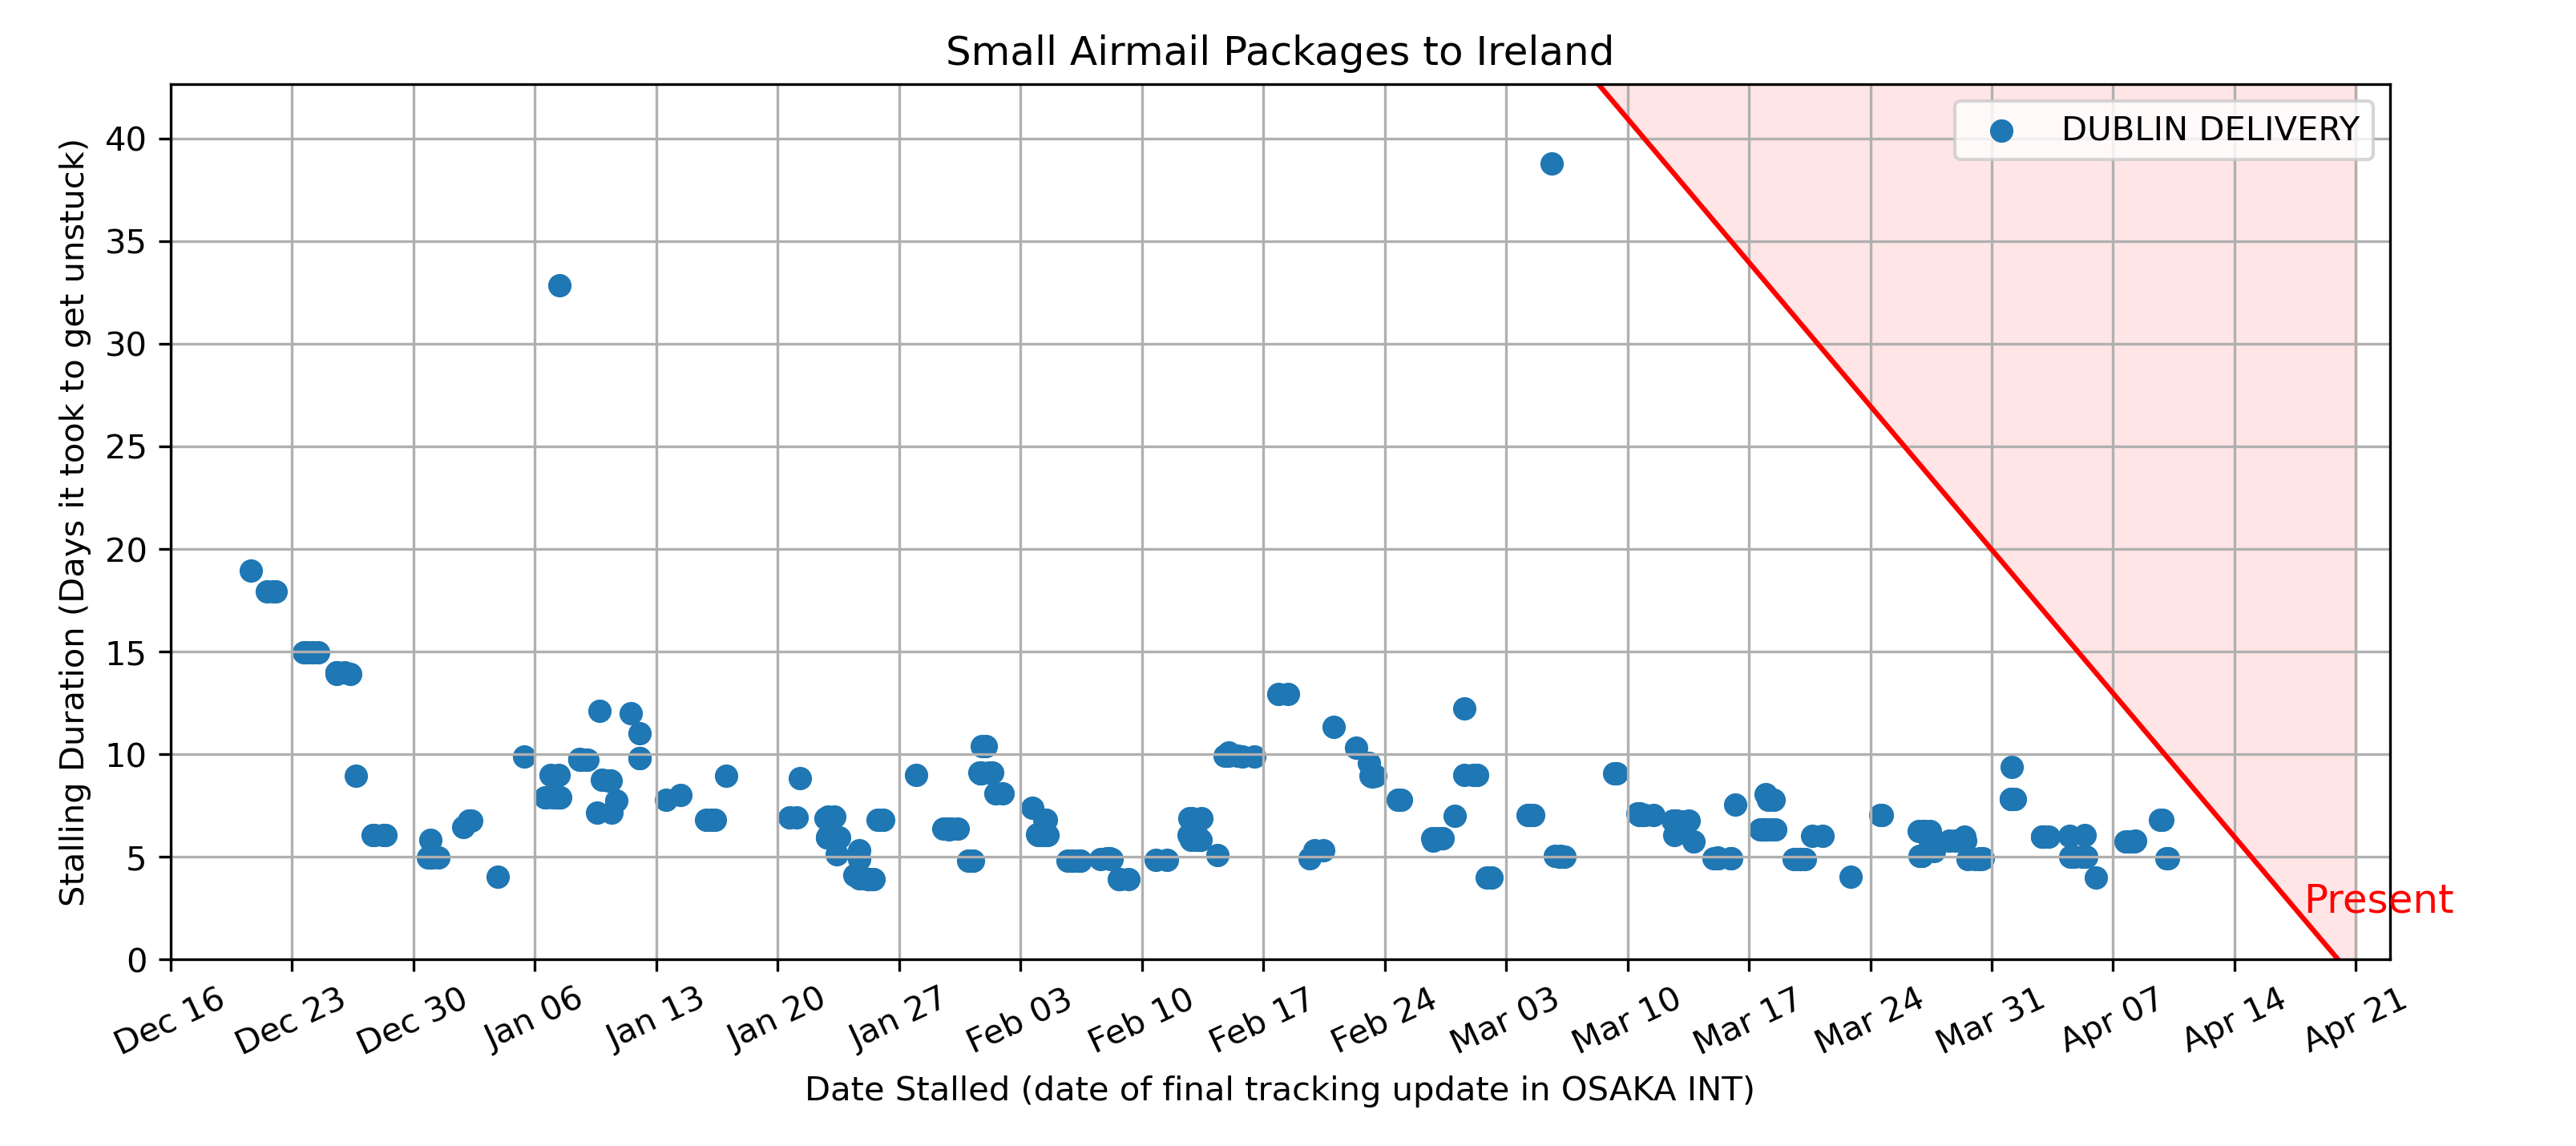 Small Airmail Packages to Ireland
DUBLIN DELIVERY
Stalling Duration (Days it took to get unstuck)
40
35
30
25
20
15
10
5
0
Present
Dec 16
Dec 23
Dec 30
Jan 06
Jan 13
Jan 20
Jan 27
Feb 03
Feb 10
Feb 17
Feb 24
Mar 03
Mar 10
Mar 17
Mar 24
Mar 31
Apr 07
Apr 14
Apr 21
Date Stalled (date of final tracking update in OSAKA INT)